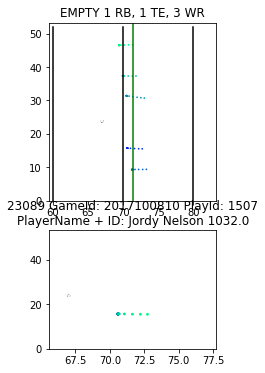 EMPTY 1 RB, 1 TE, 3 WR
50
40
30
20
10
0
60 65 70 75 80
23089 GameId: 2017100810 PlayId: 1507
PlayerName + ID: Jordy Nelson 1032.0
40
20
0
67.5 70.0 72.5 75.0 77.5